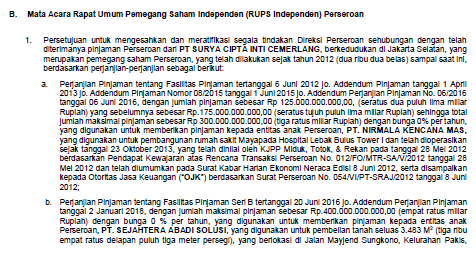 B. Mata Acara Rapat Umum Pemegang Saham Independen (RUPS Independen) Perseroan
1. Persetujuan untuk mengesahkan dan meratifikasi segala tindakan Direksi Perseroan sehubungan dengan telah
diterimanya pinjaman Perseroan dari PT SURYA CIPTA INTI CEMERLANG, berkedudukan di Jakarta Selatan, yang
merupakan pemegang saham Perseroan, yang telah dilakukan sejak tahun 2012 (dua ribu dua belas) sampai saat ini,
berdasarkan perjanjian-perjanjian sebagai berikut:
a. Perjanjian Pinjaman tentang Fasilitas Pinjaman tertanggal 6 Juni 2012 jo. Addendum Pinjaman tanggal 1 April
2013 jo. Addendum Pinjaman Nomor 08/2015 tanggal 1 Juni 2015 jo. Addendum Perjanjian Pinjaman No. 06/2016
tanggal 06 Juni 2016, dengan jumlah pinjaman sebesar Rp 125.000.000.000,00, (seratus dua puluh lima miliar
Rupiah) yang sebelumnya sebesar Rp.175.000.000.000,00 (seratus tujuh puluh lima miliar Rupiah) sehingga total
jumlah maksimal pinjaman sebesar Rp 300.000.000.000,00 (tiga ratus miliar Rupiah) dengan bunga 0% per tahun,
yang digunakan untuk memberikan pinjaman kepada entitas anak Perseroan, PT. NIRMALA KENCANA MAS,
yang digunakan untuk pembangunan rumah sakit Mayapada Hospital Lebak Bulus Tower I dan telah dioperasikan
sejak tanggal 23 Oktober 2013, yang telah dinilai oleh KJPP Miduk, Totok, & Rekan pada tanggal 28 Mei 2012
berdasarkan Pendapat Kewajaran atas Rencana Transaksi Perseroan No. 012/FO/MTR-SA/V/2012 tanggal 28
Mei 2012 dan telah diumumkan pada Surat Kabar Harian Ekonomi Neraca Edisi 8 Juni 2012, serta disampaikan
kepada Otoritas Jasa Keuangan ("OJK") berdasarkan Surat Perseroan No. 054/VI/PT-SRAJ/2012 tanggal 8 Juni
2012;
b. Perjanjian Pinjaman tentang Fasilitas Pinjaman Seri B tertanggal 20 Juni 2016 jo. Addendum Perjanjian Pinjaman
tanggal 2 Januari 2018, dengan jumlah maksimal pinjaman sebesar Rp.400.000.000.000,00 (empat ratus miliar
Rupiah) dengan bunga 0 % per tahun, yang digunakan untuk memberikan pinjaman kepada entitas anak
Perseroan, PT. SEJAHTERA ABADI SOLUSI, yang digunakan untuk pembelian tanah seluas 3.483 M² (tiga ribu
empat ratus delapan puluh tiga meter persegi), yang berlokasi di Jalan Mayjend Sungkono, Kelurahan Pakis,